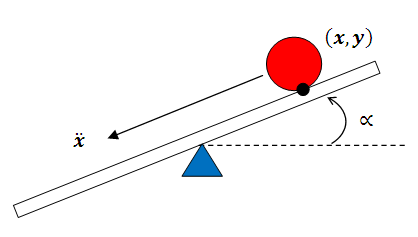 (x, y)
ẍ
∝